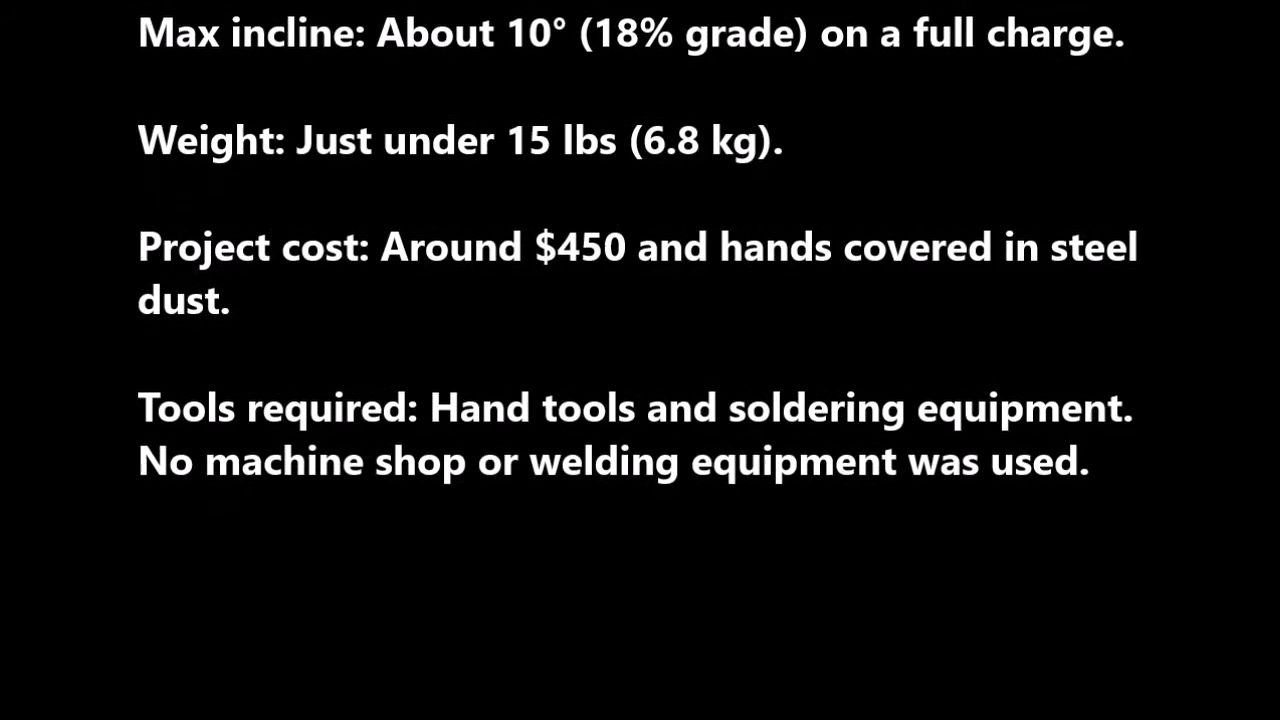 Max incline: About 10° (18% grade) on a full charge.
Weight: Just under 15 lbs (6.8 kg).
Project cost: Around $450 and hands covered in steel
dust.
Tools required: Hand tools and soldering equipment.
No machine shop or welding equipment was used.